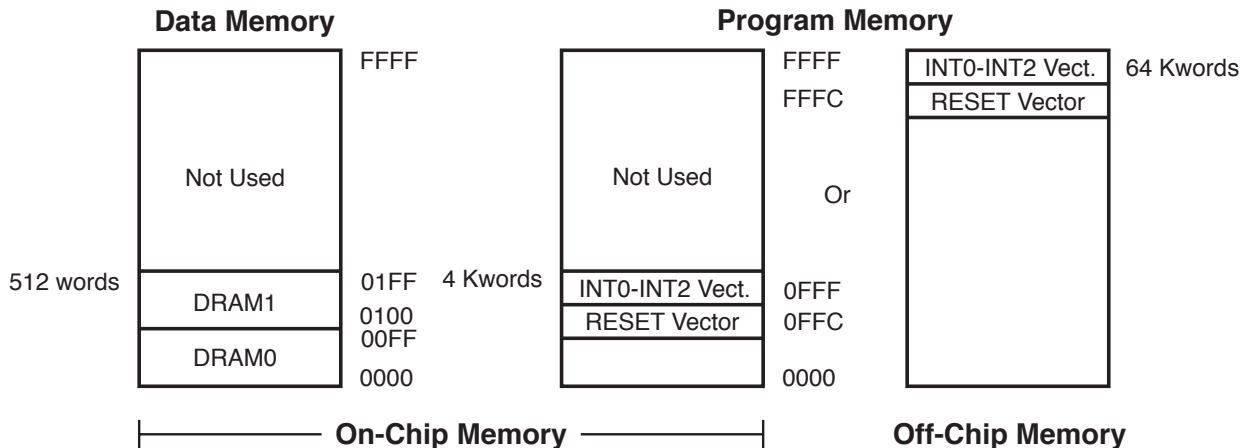 Data Memory
Program Memory
FFFF
Not Used
512 words
01FF
DRAM1
0100
00FF
DRAM0
0000
FFFF
FFFC
Not Used
4 Kwords
INT0-INT2 Vect.
0FFF
RESET Vector
0FFC
0000
Or
INT0-INT2 Vect.
64 Kwords
RESET Vector
On-Chip Memory
Off-Chip Memory